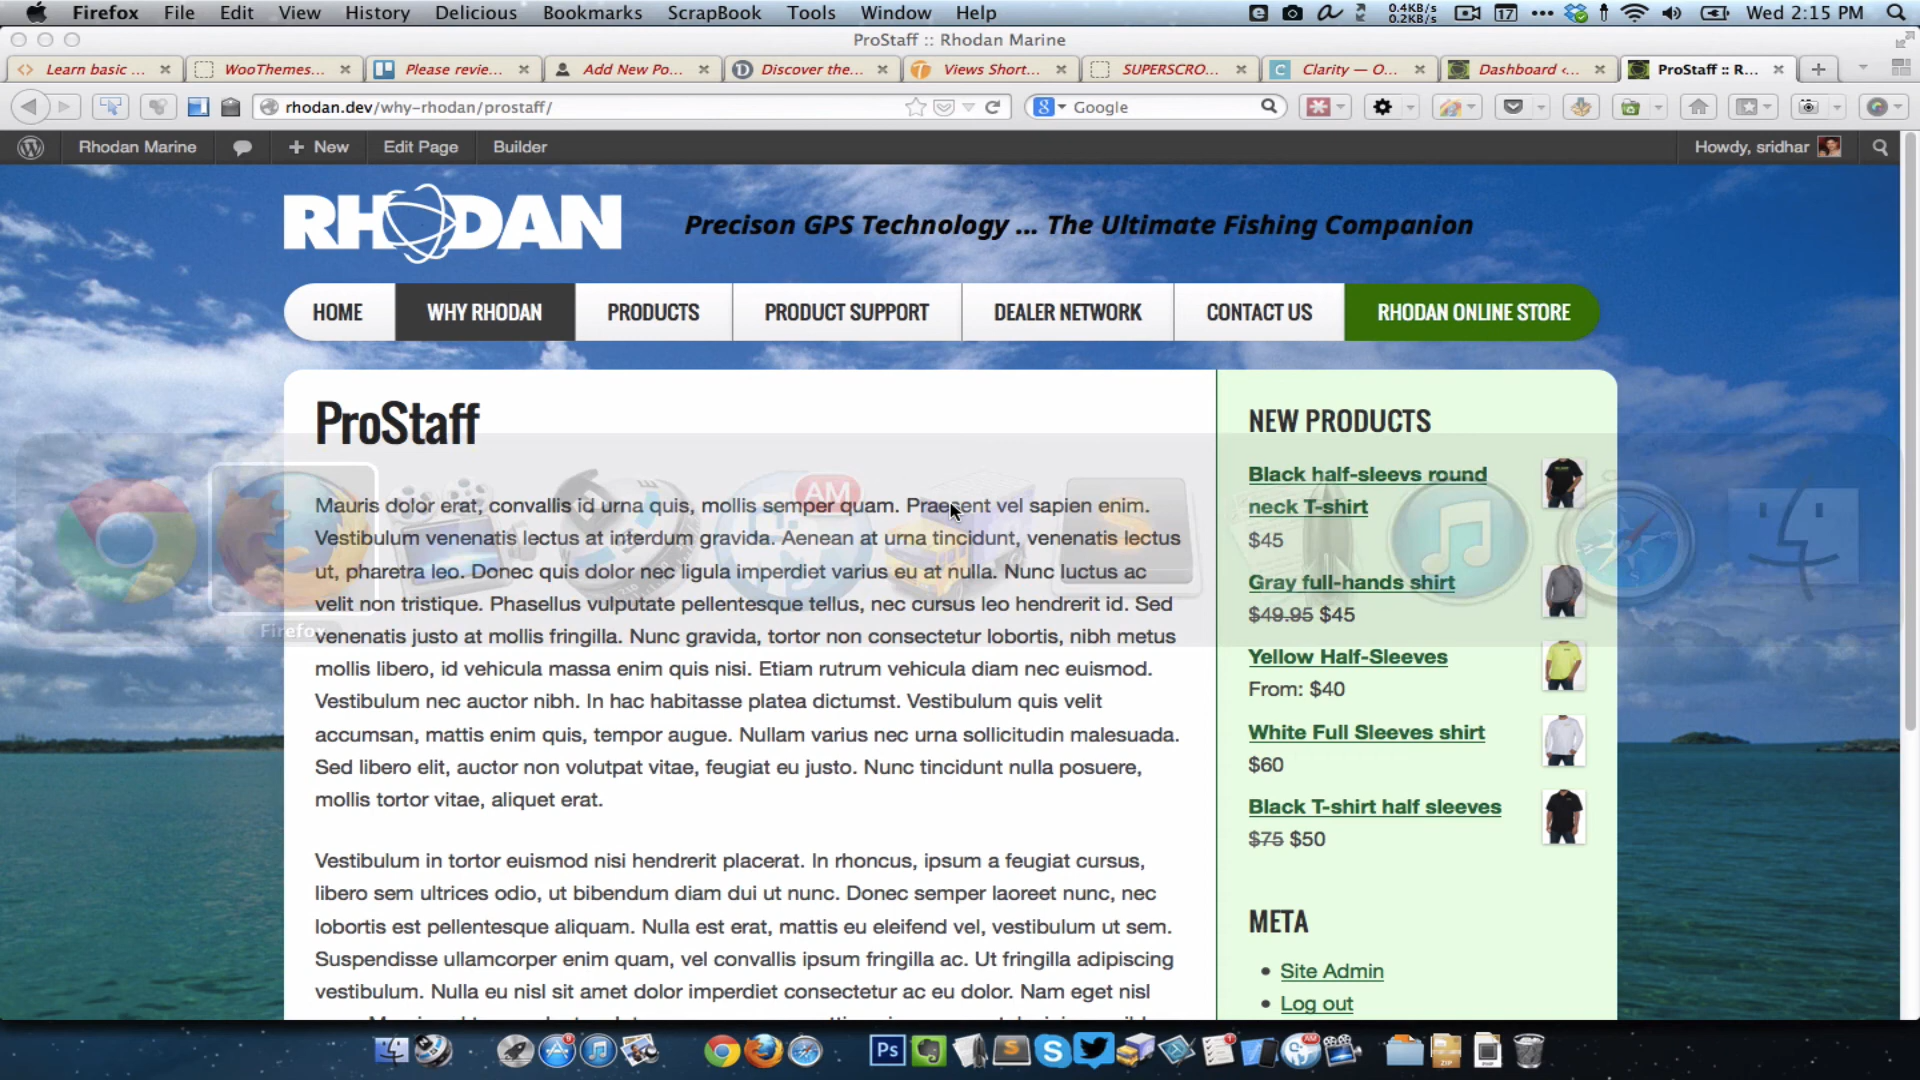 Firefox File Edit View History Delicious Bookmarks ScrapBook Tools Window Help 0.4KB/s 0.2KB/s 17 Wed 2:15 PM
ProStaff :: Rhodan Marine
Learn basic ... WooThemes... Please revie... Add New Po... Discover the... Views Short... SUPERSCRO... Clarity — O... Dashboard ‹... ProStaff :: R...
rhodan.dev/why-rhodan/prostaff/ Google
Rhodan Marine + New Edit Page Builder Howdy, sridhar
RHODAN
Precison GPS Technology ... The Ultimate Fishing Companion
HOME WHY RHODAN PRODUCTS PRODUCT SUPPORT DEALER NETWORK CONTACT US RHODAN ONLINE STORE
ProStaff
Mauris dolor erat, convallis id urna quis, mollis semper quam. Praesent vel sapien enim.
Vestibulum venenatis lectus at interdum gravida. Aenean at urna tincidunt, venenatis lectus
ut, pharetra leo. Donec quis dolor nec ligula imperdiet varius eu at nulla. Nunc luctus ac
velit non tristique. Phasellus vulputate pellentesque tellus, nec cursus leo hendrerit id. Sed
venenatis justo at mollis fringilla. Nunc gravida, tortor non consectetur lobortis, nibh metus
mollis libero, id vehicula massa enim quis nisi. Etiam rutrum vehicula diam nec euismod.
Vestibulum nec auctor nibh. In hac habitasse platea dictumst. Vestibulum quis velit
accumsan, mattis enim quis, tempor augue. Nullam varius nec urna sollicitudin malesuada.
Sed libero elit, auctor non volutpat vitae, feugiat eu justo. Nunc tincidunt nulla posuere,
mollis tortor vitae, aliquet erat.
Vestibulum in tortor euismod nisi hendrerit placerat. In rhoncus, ipsum a feugiat cursus,
libero sem ultrices odio, ut bibendum diam dui ut nunc. Donec semper laoreet nunc, nec
lobortis est pellentesque aliquam. Nulla est erat, mattis eu eleifend vel, vestibulum ut sem.
Suspendisse ullamcorper enim quam, vel convallis ipsum fringilla ac. Ut fringilla adipiscing
vestibulum. Nulla eu nisl sit amet dolor imperdiet consectetur ac eu dolor. Nam eget nisl
AM
Firefox
NEW PRODUCTS
Black half-sleevs round
neck T-shirt
$45
Gray full-hands shirt
$49.95 $45
Yellow Half-Sleeves
From: $40
White Full Sleeves shirt
$60
Black T-shirt half sleeves
$75 $50
META
Site Admin
Log out
Ps